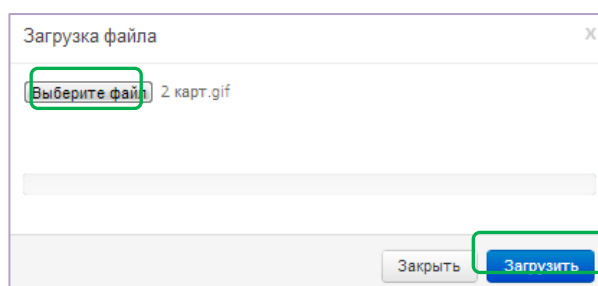 Загрузка файла X
Выберите файл 2 карт.gif
Закрыть Загрузить